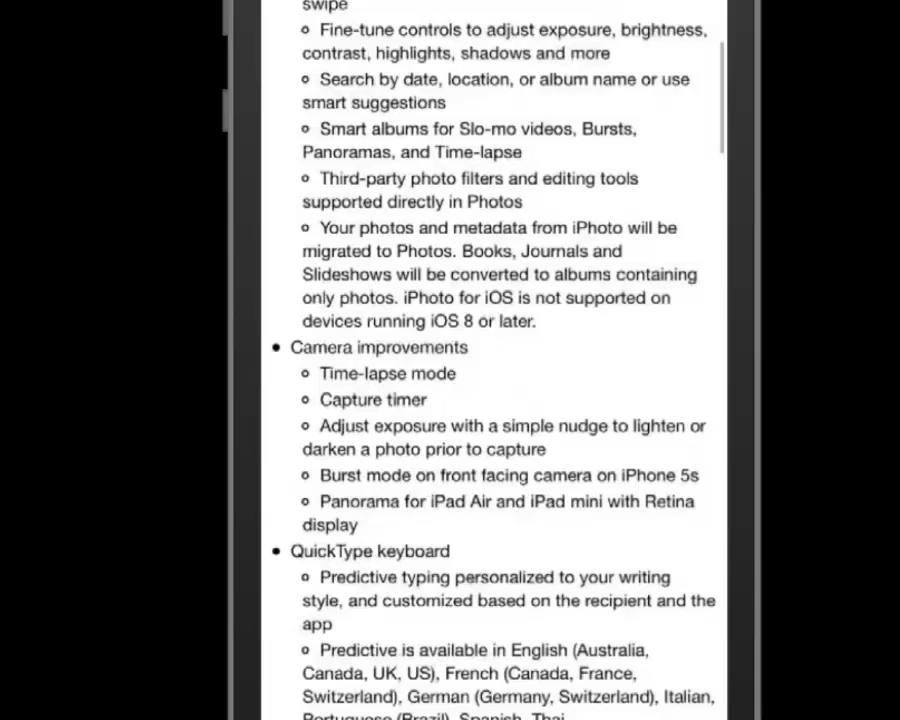 swipe
Fine-tune controls to adjust exposure, brightness,
contrast, highlights, shadows and more
Search by date, location, or album name or use
smart suggestions
Smart albums for Slo-mo videos, Bursts,
Panoramas, and Time-lapse
Third-party photo filters and editing tools
supported directly in Photos
Your photos and metadata from iPhoto will be
migrated to Photos. Books, Journals and
Slideshows will be converted to albums containing
only photos. iPhoto for iOS is not supported on
devices running iOS 8 or later.
Camera improvements
Time-lapse mode
Capture timer
Adjust exposure with a simple nudge to lighten or
darken a photo prior to capture
Burst mode on front facing camera on iPhone 5s
Panorama for iPad Air and iPad mini with Retina
display
QuickType keyboard
Predictive typing personalized to your writing
style, and customized based on the recipient and the
app
Predictive is available in English (Australia,
Canada, UK, US), French (Canada, France,
Switzerland), German (Germany, Switzerland), Italian,
Portuguese (Brazil), Spanish, Thai